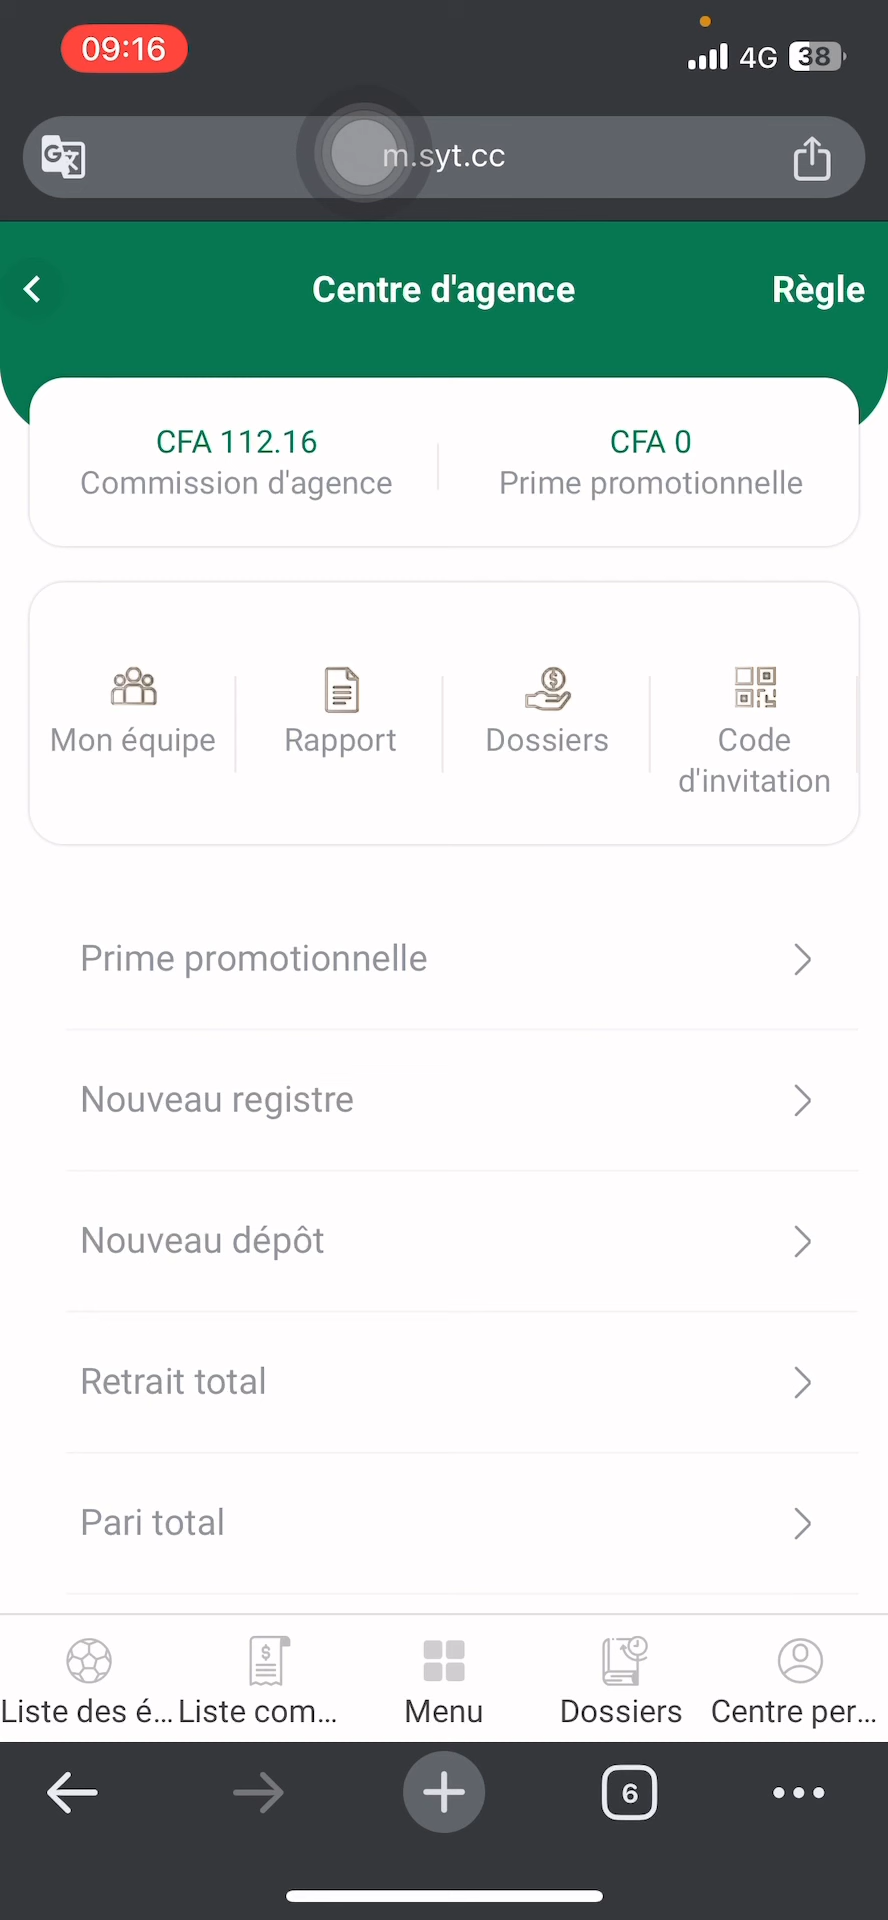 09:16
4G
38
m.syt.cc
Centre d'agence
Règle
CFA 112.16
CFA 0
Commission d'agence
Prime promotionnelle
Mon équipe
Rapport
Dossiers
Code
d'invitation
Prime promotionnelle
Nouveau registre
Nouveau dépôt
Retrait total
Pari total
Liste des é...
Liste com...
Menu
Dossiers
Centre per...
6